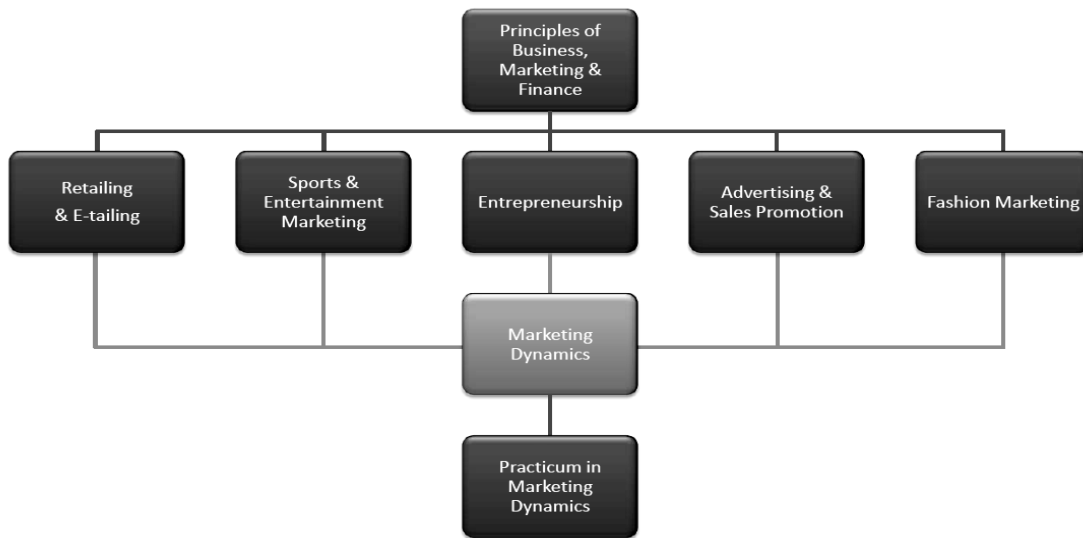 Principles of
Business,
Marketing &
Finance
Retailing
& E-tailing
Sports &
Entertainment
Marketing
Entrepreneurship
Advertising &
Sales Promotion
Fashion Marketing
Marketing
Dynamics
Practicum in
Marketing
Dynamics